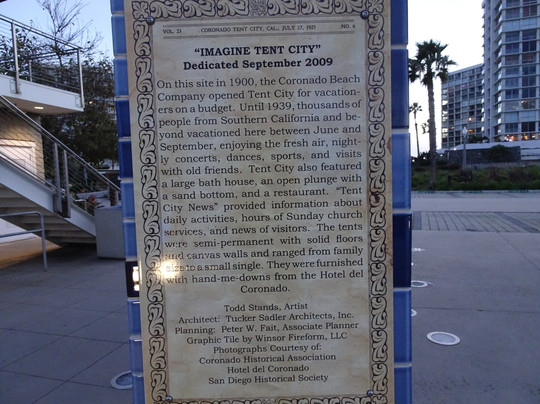 VOL. 21 CORONADO TENT CITY, CAL., JULY 17, 1921 NO. 6
"IMAGINE TENT CITY"
Dedicated September 2009
On this site in 1900, the Coronado Beach
Company opened Tent City for vacation-
ers on a budget. Until 1939, thousands of
people from Southern California and be-
yond vacationed here between June and
September, enjoying the fresh air, night-
ly concerts, dances, sports, and visits
with old friends. Tent City also featured
a large bath house, an open plunge with
a sand bottom, and a restaurant. "Tent
City News" provided information about
daily activities, hours of Sunday church
services, and news of visitors. The tents
were semi-permanent with solid floors
and canvas walls and ranged from family
size to a small single. They were furnished
with hand-me-downs from the Hotel del
Coronado.
Todd Stands, Artist
Architect: Tucker Sadler Architects, Inc.
Planning: Peter W. Fait, Associate Planner
Graphic Tile by Winsor Fireform, LLC
Photographs Courtesy of:
Coronado Historical Association
Hotel del Coronado
San Diego Historical Society